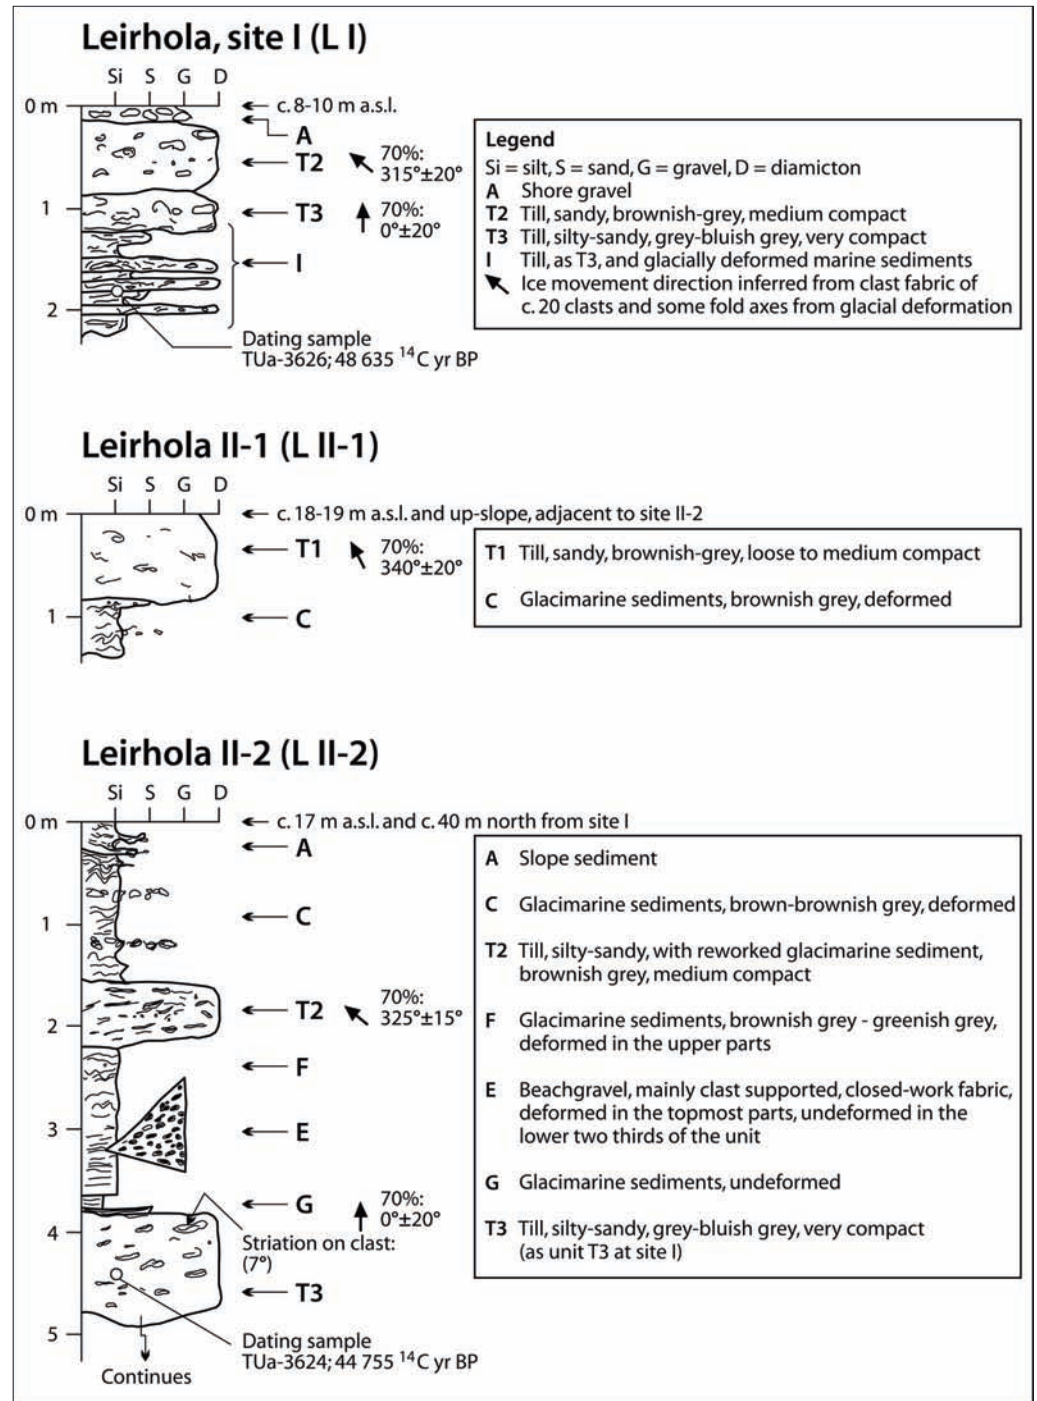 Leirhola, site I (L I)
Si S G D
0 m
c. 8-10 m a.s.l.
A
T2
70%:
315°±20°
1
T3
70%:
0°±20°
I
2
Dating sample
TUa-3626; 48 635 ¹⁴C yr BP
Legend
Si = silt, S = sand, G = gravel, D = diamicton
A Shore gravel
T2 Till, sandy, brownish-grey, medium compact
T3 Till, silty-sandy, grey-bluish grey, very compact
I Till, as T3, and glacially deformed marine sediments
Ice movement direction inferred from clast fabric of
c. 20 clasts and some fold axes from glacial deformation
Leirhola II-1 (L II-1)
Si S G D
0 m
c. 18-19 m a.s.l. and up-slope, adjacent to site II-2
T1
70%:
340°±20°
1
C
T1 Till, sandy, brownish-grey, loose to medium compact
C Glacimarine sediments, brownish grey, deformed
Leirhola II-2 (L II-2)
Si S G D
0 m
c. 17 m a.s.l. and c. 40 m north from site I
A
1
C
T2
70%:
325°±15°
2
F
3
E
G
70%:
0°±20°
4
Striation on clast:
(7°)
T3
5
Dating sample
TUa-3624; 44 755 ¹⁴C yr BP
Continues
A Slope sediment
C Glacimarine sediments, brown-brownish grey, deformed
T2 Till, silty-sandy, with reworked glacimarine sediment,
brownish grey, medium compact
F Glacimarine sediments, brownish grey - greenish grey,
deformed in the upper parts
E Beachgravel, mainly clast supported, closed-work fabric,
deformed in the topmost parts, undeformed in the
lower two thirds of the unit
G Glacimarine sediments, undeformed
T3 Till, silty-sandy, grey-bluish grey, very compact
(as unit T3 at site I)